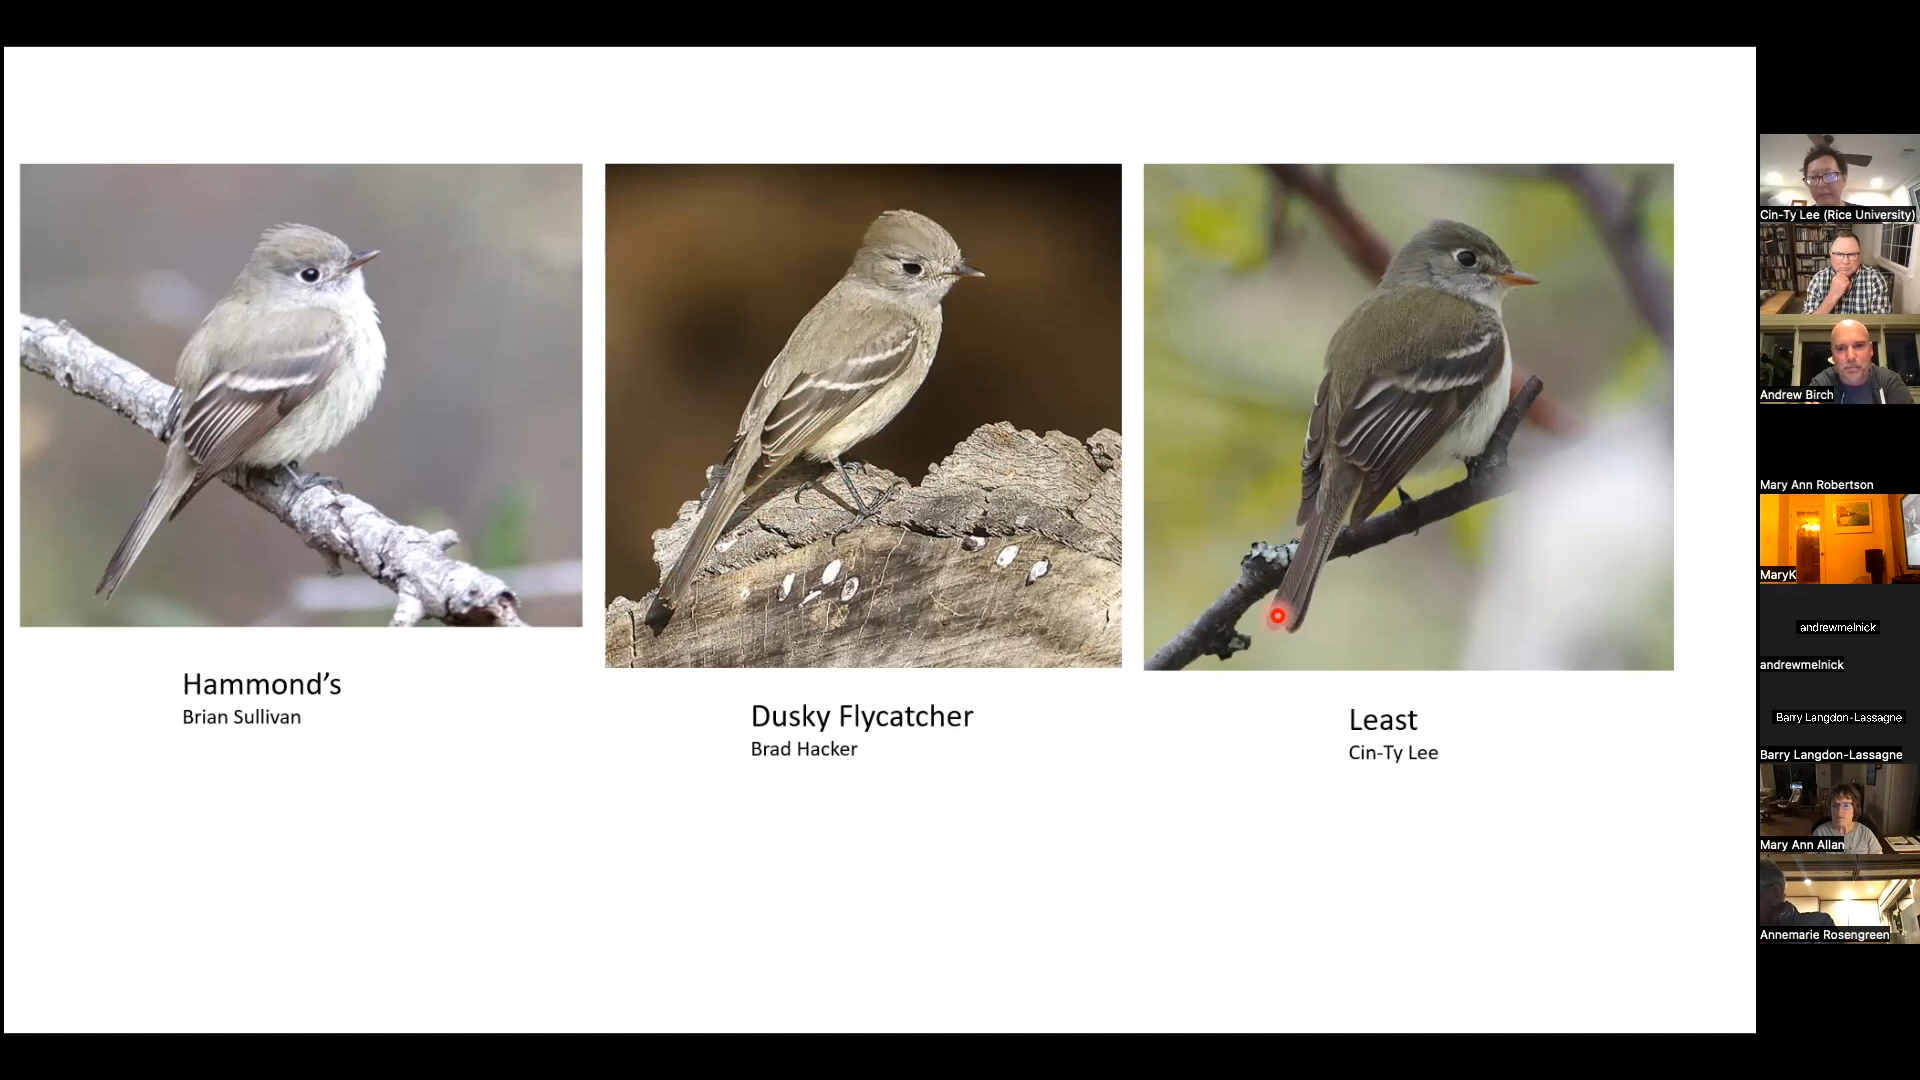 Hammond’s
Brian Sullivan
Dusky Flycatcher
Brad Hacker
Least
Cin-Ty Lee
Cin-Ty Lee (Rice University)
Andrew Birch
Mary Ann Robertson
MaryK
andrewmelnick
andrewmelnick
Barry Langdon-Lassagne
Barry Langdon-Lassagne
Mary Ann Allan
Annemarie Rosengreen